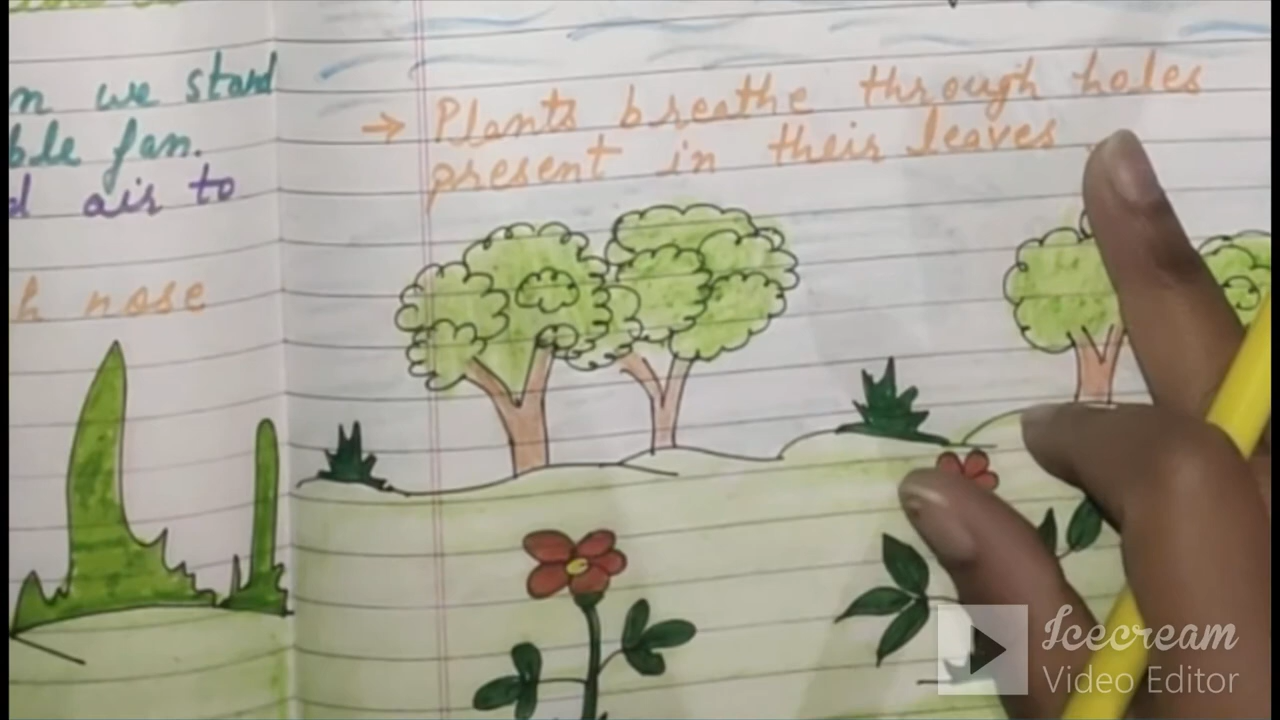 n we stand
ble fan.
d air to
h nose
→ Plants breathe through holes
present in their leaves
Icecream
Video Editor